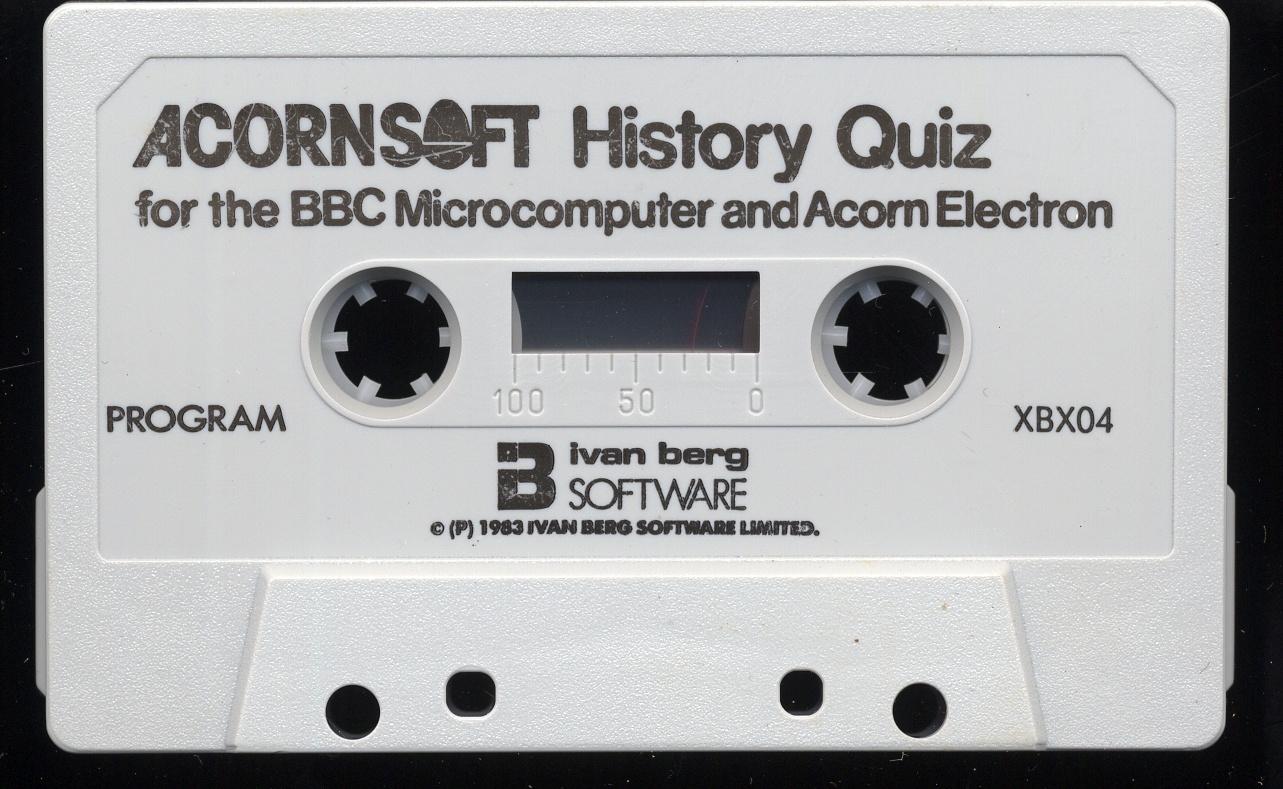 ACORNSOFT History Quiz
for the BBC Microcomputer and Acorn Electron
100 50 0
PROGRAM XBX04
ivan berg
SOFTWARE
© (P) 1983 IVAN BERG SOFTWARE LIMITED.